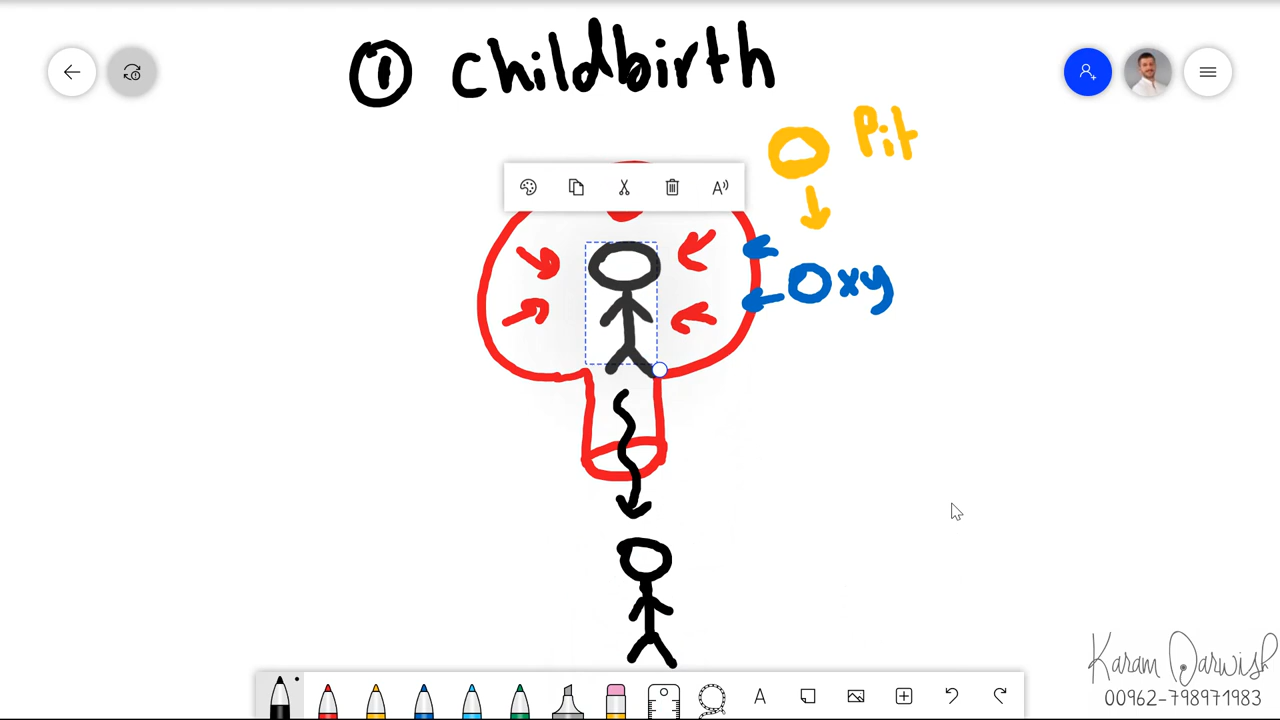 ① childbirth
Pit
Oxy
A
A
Karam Darwish
00962-798971983